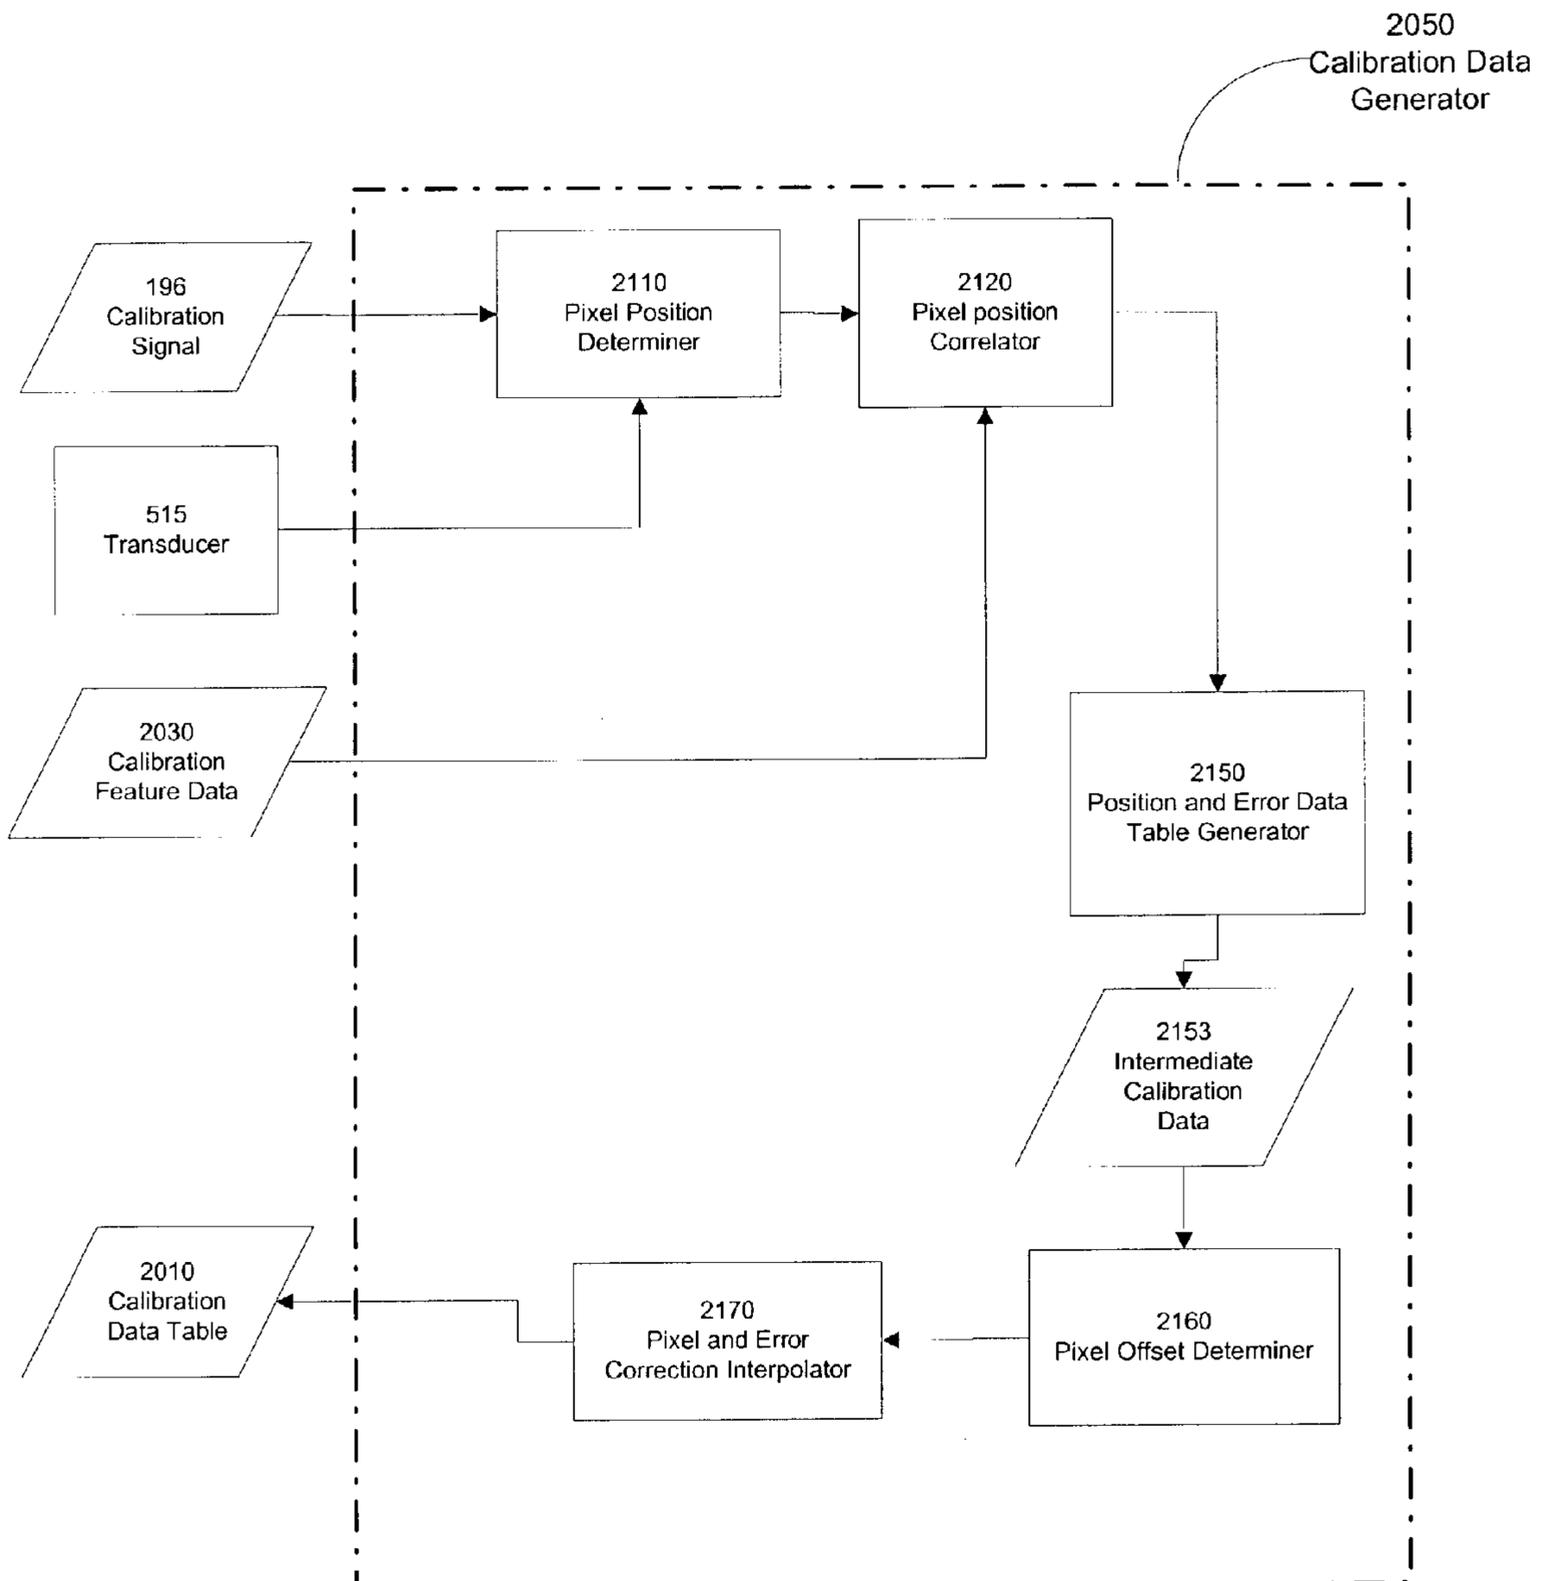 2050
Calibration Data
Generator
196
Calibration
Signal
2110
Pixel Position
Determiner
2120
Pixel position
Correlator
515
Transducer
2030
Calibration
Feature Data
2150
Position and Error Data
Table Generator
2153
Intermediate
Calibration
Data
2010
Calibration
Data Table
2170
Pixel and Error
Correction Interpolator
2160
Pixel Offset Determiner